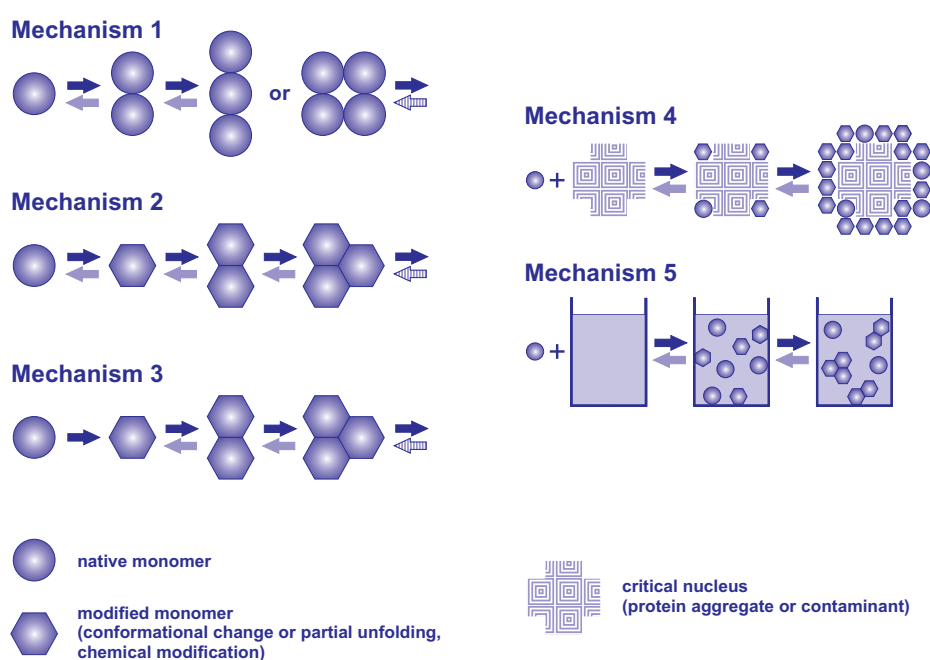 Mechanism 1
or
Mechanism 2
Mechanism 3
native monomer
modified monomer
(conformational change or partial unfolding,
chemical modification)
Mechanism 4
+
Mechanism 5
+
critical nucleus
(protein aggregate or contaminant)